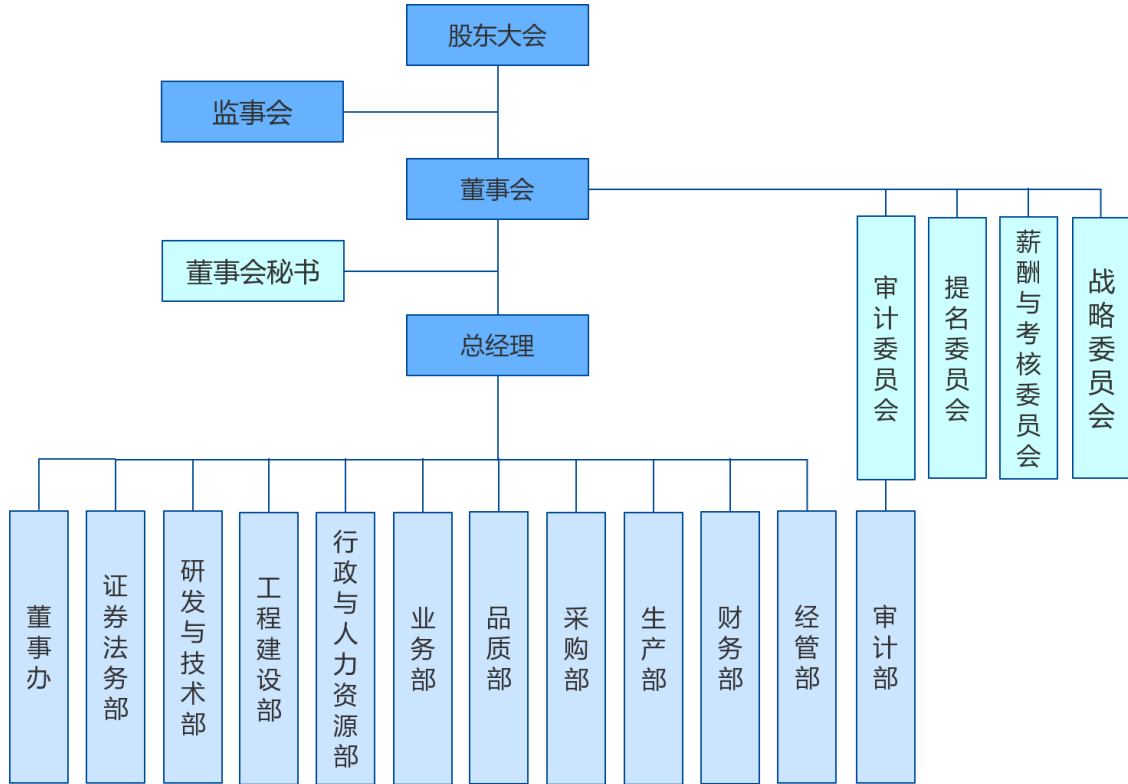 股东大会
监事会
董事会
董事会秘书
总经理
审计委员会
提名委员会
薪酬与考核委员会
战略委员会
董事办
证券法务部
研发与技术部
工程建设部
行政与人力资源部
业务部
品质部
采购部
生产部
财务部
经管部
审计部